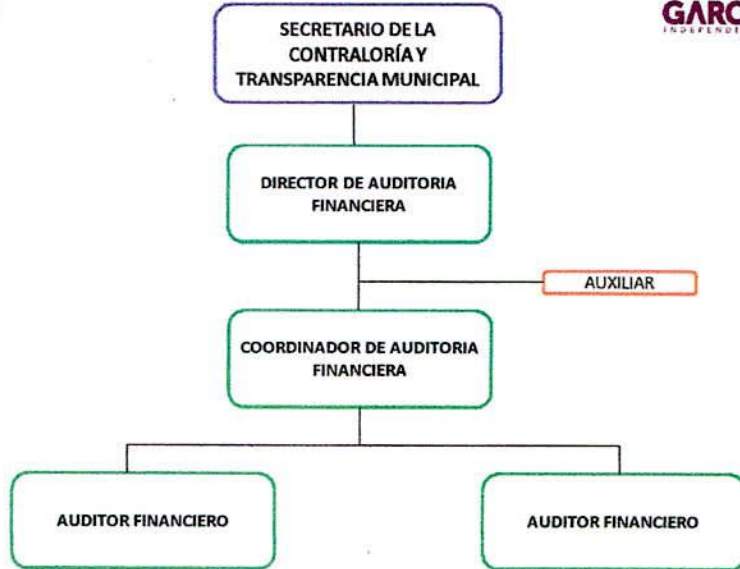 SECRETARIO DE LA
CONTRALORÍA Y
TRANSPARENCIA MUNICIPAL
DIRECTOR DE AUDITORIA
FINANCIERA
AUXILIAR
COORDINADOR DE AUDITORIA
FINANCIERA
AUDITOR FINANCIERO
AUDITOR FINANCIERO